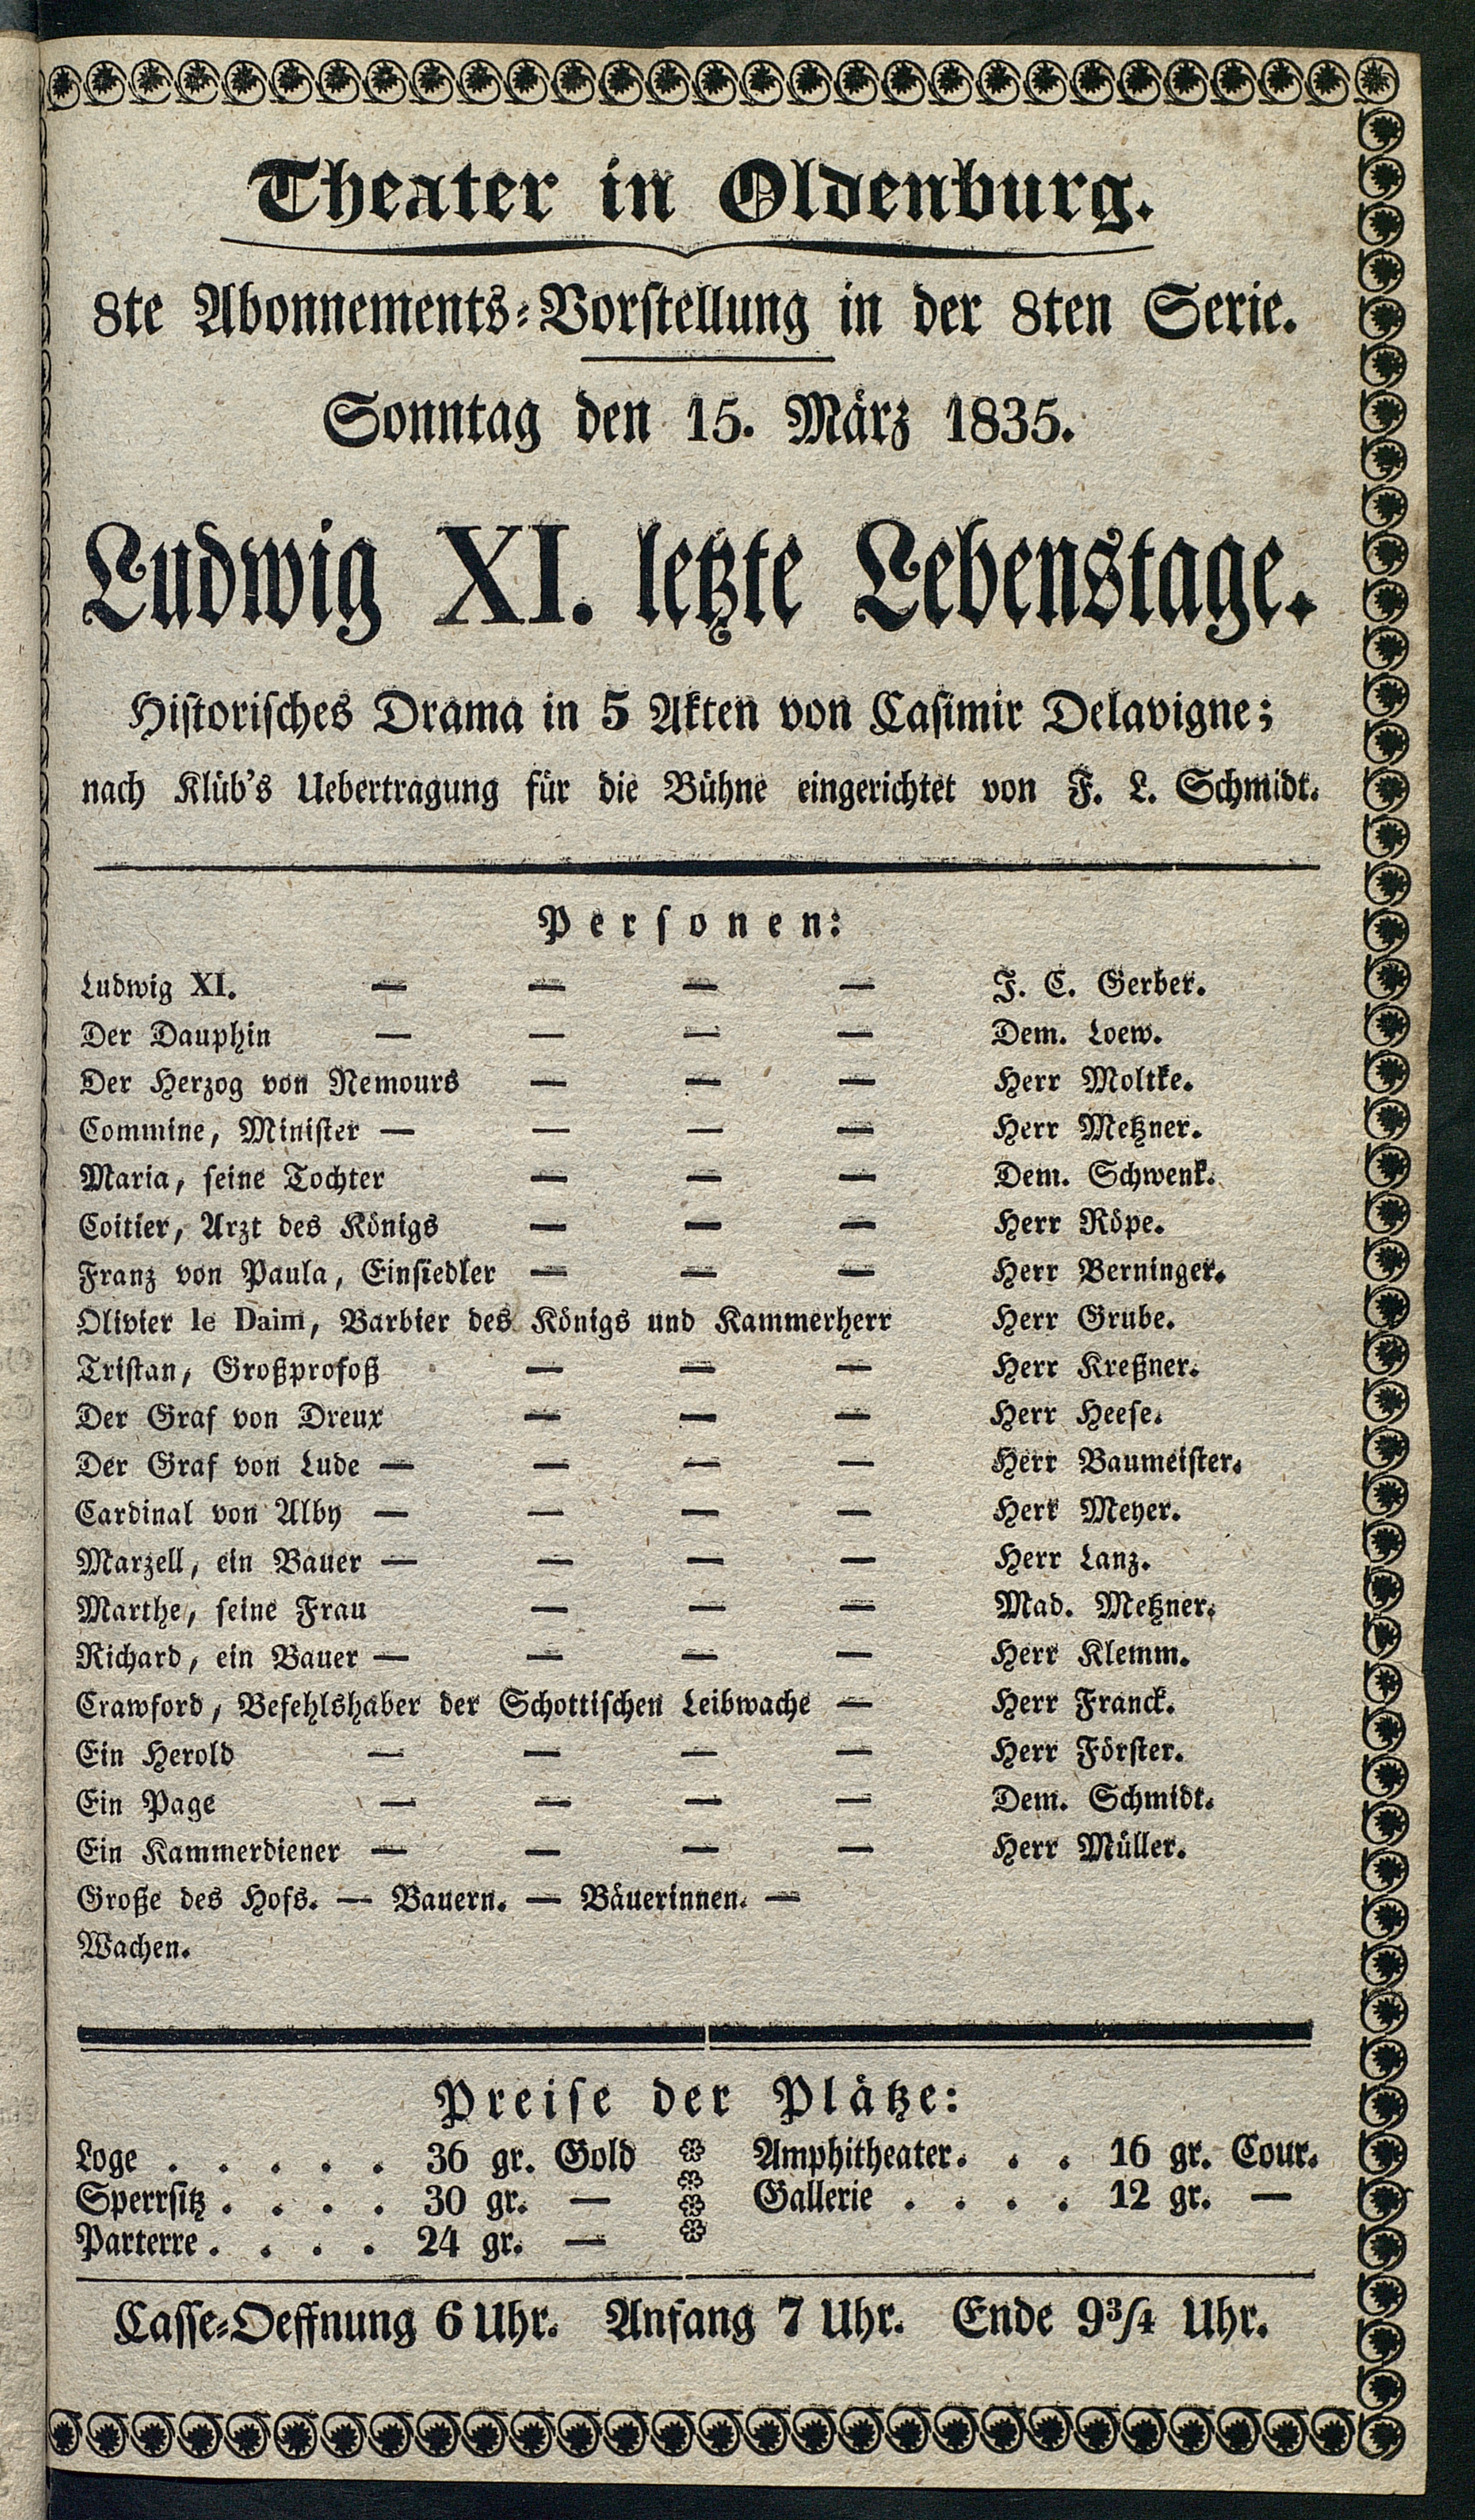 Theater in Oldenburg.
8te Abonnements-Vorstellung in der 8ten Serie.
Sonntag den 15. März 1835.
Ludwig XI. letzte Lebenstage.
Historisches Drama in 5 Akten von Casimir Delavigne;
nach Klüb's Uebertragung für die Bühne eingerichtet von F. L. Schmidt.
Personen:
Ludwig XI. — — — — J. C. Gerber.
Der Dauphin — — — — Dem. Loew.
Der Herzog von Nemours — — — Herr Moltke.
Commine, Minister — — — — Herr Metzner.
Maria, seine Tochter — — — Dem. Schwenk.
Coitier, Arzt des Königs — — — Herr Röpe.
Franz von Paula, Einsiedler — — — Herr Berninger.
Olivier le Daim, Barbier des Königs und Kammerherr Herr Grube.
Tristan, Großprofoß — — — Herr Kreßner.
Der Graf von Dreux — — — Herr Heese.
Der Graf von Lude — — — — Herr Baumeister.
Cardinal von Alby — — — — Herr Meyer.
Marzell, ein Bauer — — — — Herr Lanz.
Marthe, seine Frau — — — Mad. Metzner.
Richard, ein Bauer — — — — Herr Klemm.
Crawford, Befehlshaber der Schottischen Leibwache — Herr Franck.
Ein Herold — — — — Herr Förster.
Ein Page — — — — Dem. Schmidt.
Ein Kammerdiener — — — — Herr Müller.
Große des Hofs. — Bauern. — Bäuerinnen. —
Wachen.
Preise der Plätze:
Loge . . . . . 36 gr. Gold
Sperrsitz . . . . 30 gr. —
Parterre . . . . 24 gr. —
Amphitheater. . . 16 gr. Cour.
Gallerie . . . . 12 gr. —
Casse-Oeffnung 6 Uhr. Anfang 7 Uhr. Ende 9¾ Uhr.